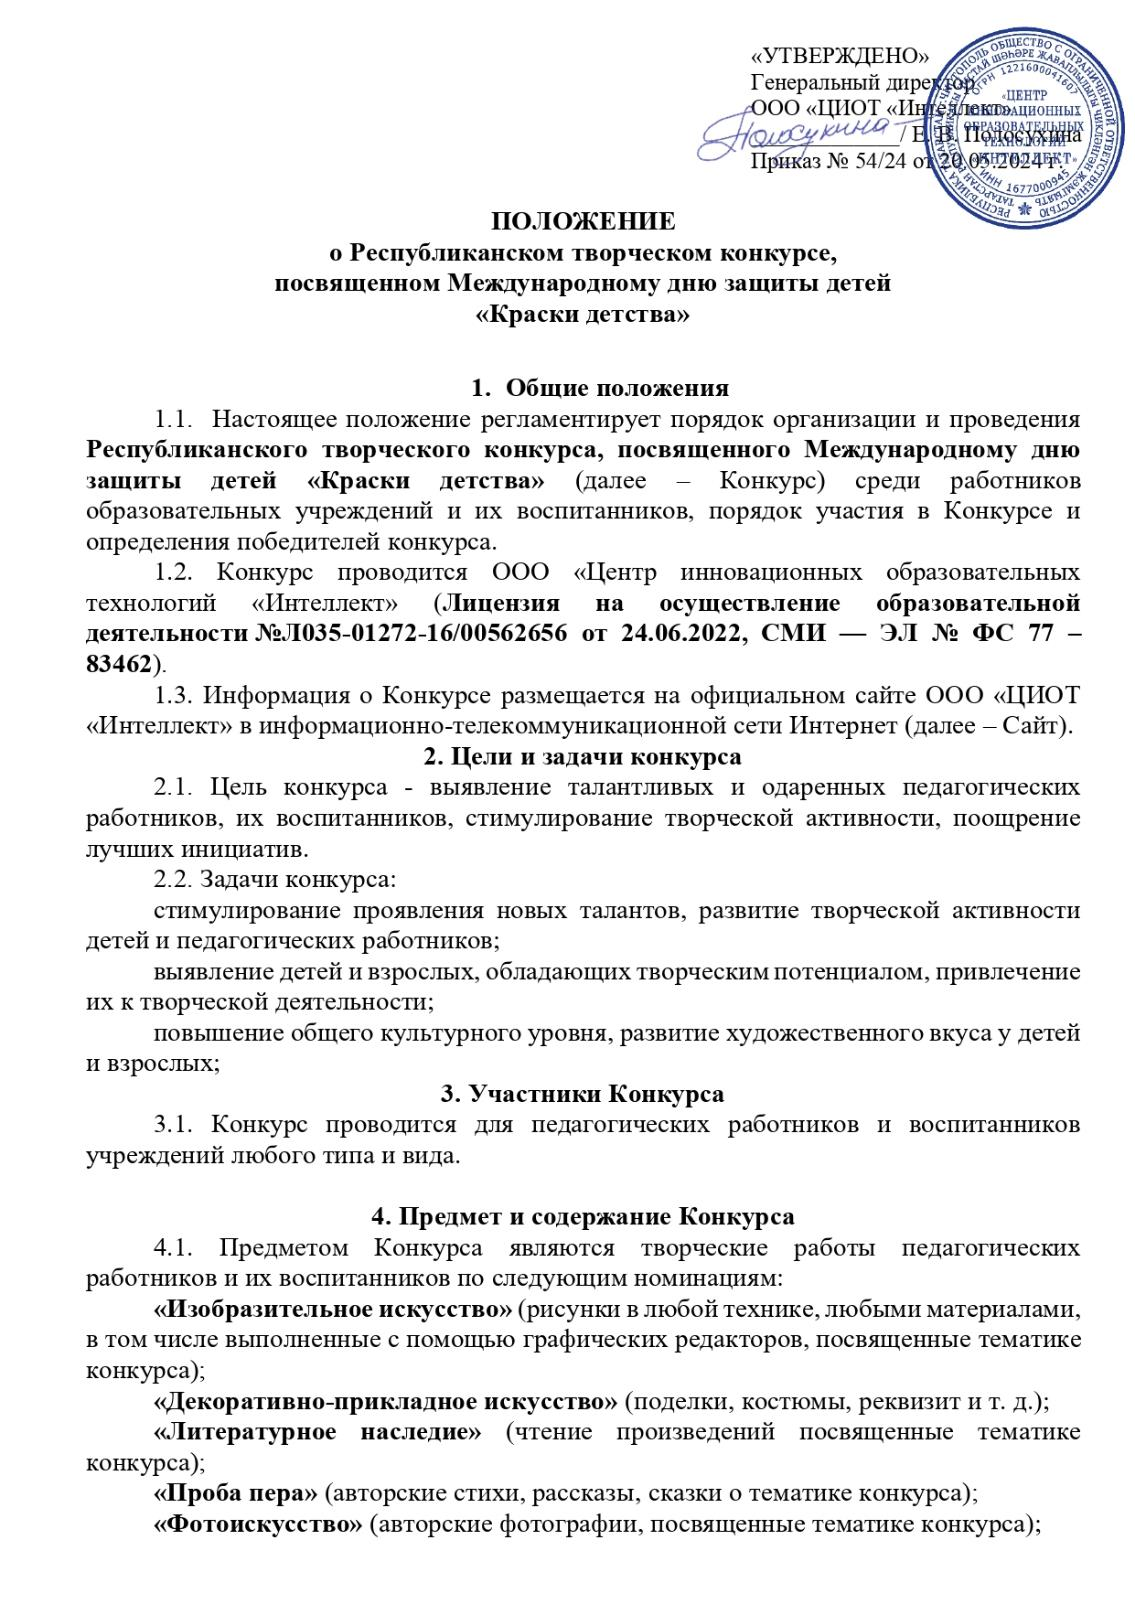 «УТВЕРЖДЕНО»
Генеральный директор
ООО «ЦИОТ «Интеллект»
/ Е. В. Полосухина
Приказ № 54/24 от 20.05.2024 г.
Полосухина
ОГРН 1221600041607
«ЦЕНТР
ИННОВАЦИОННЫХ
ОБРАЗОВАТЕЛЬНЫХ
ТЕХНОЛОГИЙ
«ИНТЕЛЛЕКТ»
ИНН 1677000945
ПОЛОЖЕНИЕ
о Республиканском творческом конкурсе,
посвященном Международному дню защиты детей
«Краски детства»
1. Общие положения
1.1. Настоящее положение регламентирует порядок организации и проведения
Республиканского творческого конкурса, посвященного Международному дню
защиты детей «Краски детства» (далее – Конкурс) среди работников
образовательных учреждений и их воспитанников, порядок участия в Конкурсе и
определения победителей конкурса.
1.2. Конкурс проводится ООО «Центр инновационных образовательных
технологий «Интеллект» (Лицензия на осуществление образовательной
деятельности №Л035-01272-16/00562656 от 24.06.2022, СМИ — ЭЛ № ФС 77 –
83462).
1.3. Информация о Конкурсе размещается на официальном сайте ООО «ЦИОТ
«Интеллект» в информационно-телекоммуникационной сети Интернет (далее – Сайт).
2. Цели и задачи конкурса
2.1. Цель конкурса - выявление талантливых и одаренных педагогических
работников, их воспитанников, стимулирование творческой активности, поощрение
лучших инициатив.
2.2. Задачи конкурса:
стимулирование проявления новых талантов, развитие творческой активности
детей и педагогических работников;
выявление детей и взрослых, обладающих творческим потенциалом, привлечение
их к творческой деятельности;
повышение общего культурного уровня, развитие художественного вкуса у детей
и взрослых;
3. Участники Конкурса
3.1. Конкурс проводится для педагогических работников и воспитанников
учреждений любого типа и вида.
4. Предмет и содержание Конкурса
4.1. Предметом Конкурса являются творческие работы педагогических
работников и их воспитанников по следующим номинациям:
«Изобразительное искусство» (рисунки в любой технике, любыми материалами,
в том числе выполненные с помощью графических редакторов, посвященные тематике
конкурса);
«Декоративно-прикладное искусство» (поделки, костюмы, реквизит и т. д.);
«Литературное наследие» (чтение произведений посвященные тематике
конкурса);
«Проба пера» (авторские стихи, рассказы, сказки о тематике конкурса);
«Фотоискусство» (авторские фотографии, посвященные тематике конкурса);